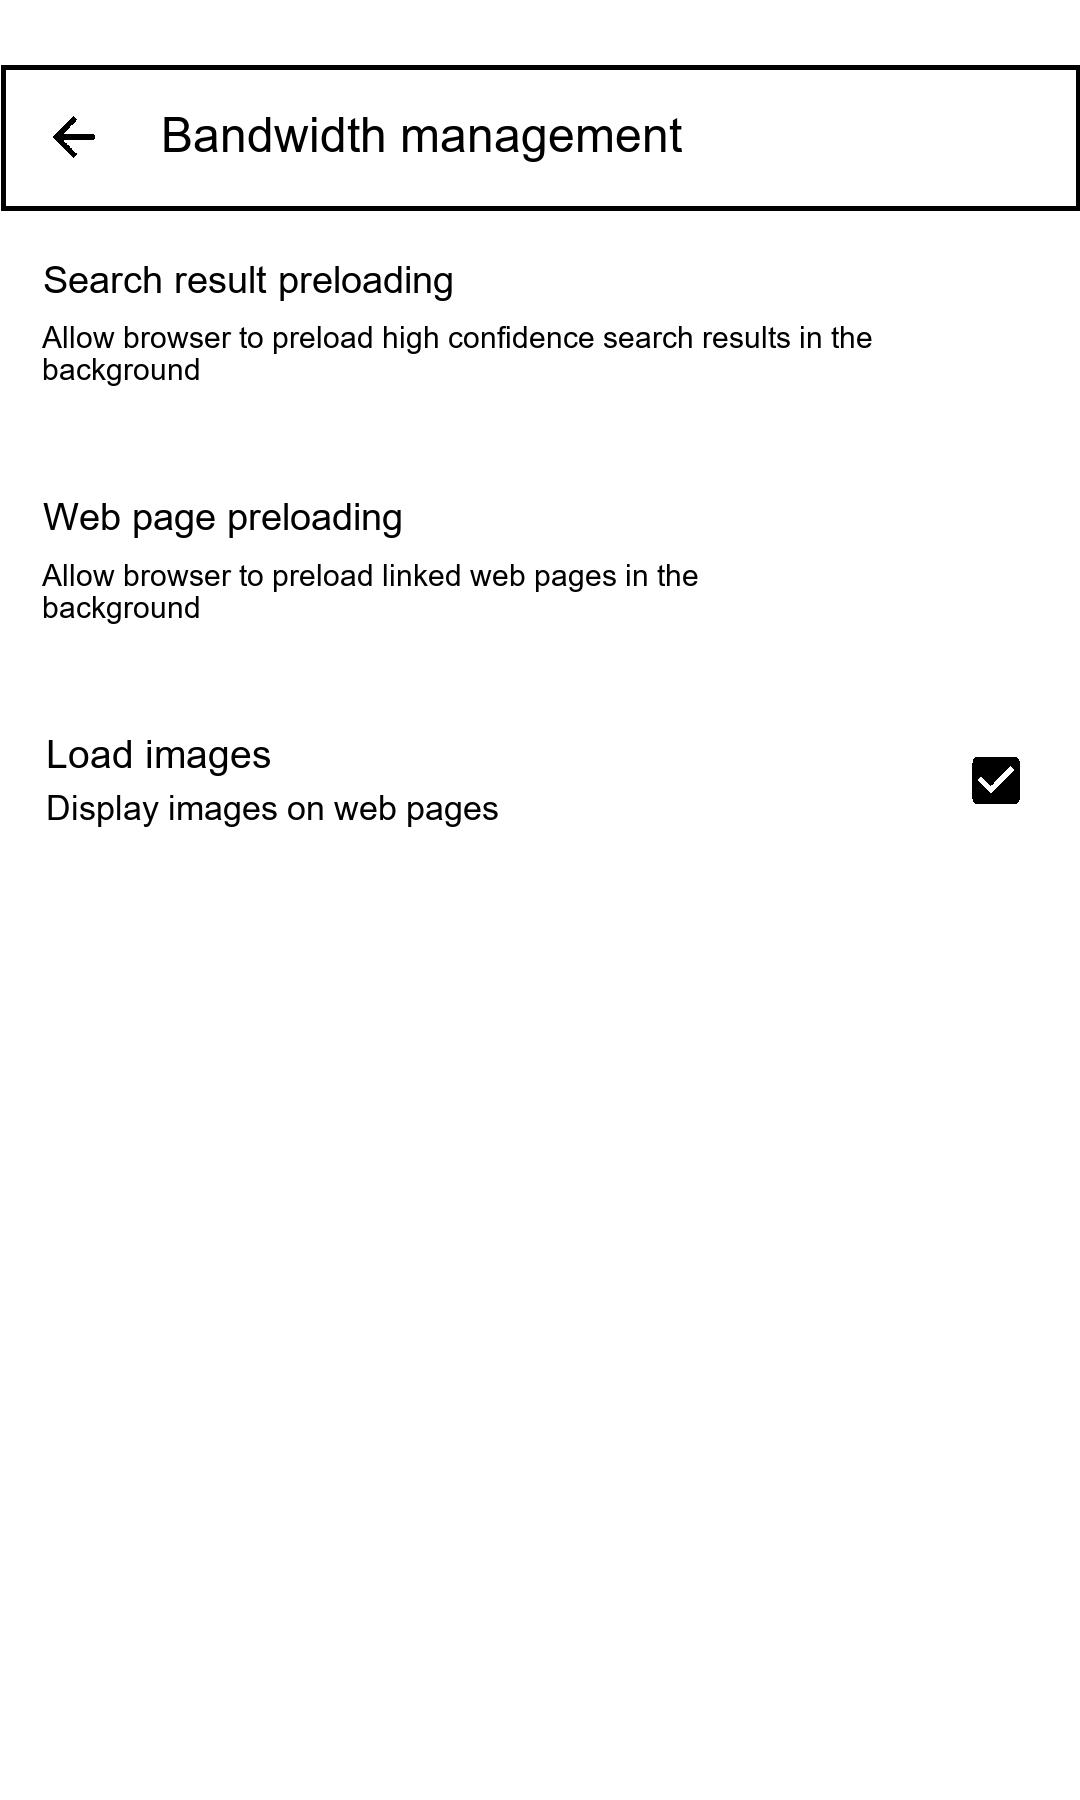 Bandwidth management
Search result preloading
Allow browser to preload high confidence search results in the
background
Web page preloading
Allow browser to preload linked web pages in the
background
Load images
Display images on web pages